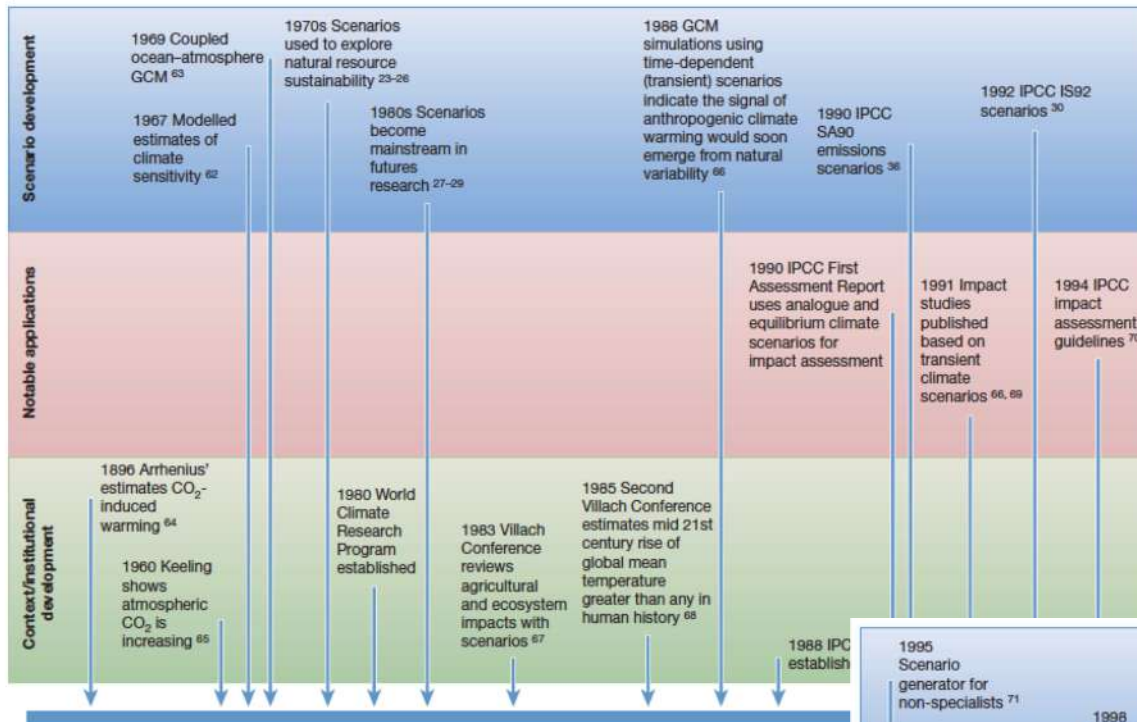 Scenario development
1969 Coupled
ocean–atmosphere
GCM 63
1967 Modelled
estimates of
climate
sensitivity 62
1970s Scenarios
used to explore
natural resource
sustainability 23–26
1980s Scenarios
become
mainstream in
futures
research 27–29
1988 GCM
simulations using
time-dependent
(transient) scenarios
indicate the signal of
anthropogenic climate
warming would soon
emerge from natural
variability 66
1990 IPCC
SA90
emissions
scenarios 36
1992 IPCC IS92
scenarios 30
Notable applications
1990 IPCC First
Assessment Report
uses analogue and
equilibrium climate
scenarios for
impact assessment
1991 Impact
studies
published
based on
transient
climate
scenarios 66, 69
1994 IPCC
impact
assessment
guidelines 70
Context/institutional
development
1896 Arrhenius'
estimates CO₂-
induced
warming 64
1960 Keeling
shows
atmospheric
CO₂ is
increasing 65
1980 World
Climate
Research
Program
established
1983 Villach
Conference
reviews
agricultural
and ecosystem
impacts with
scenarios 67
1985 Second
Villach Conference
estimates mid 21st
century rise of
global mean
temperature
greater than any in
human history 68
1988 IPC
establish
1995
Scenario
generator for
non-specialists 71
1998